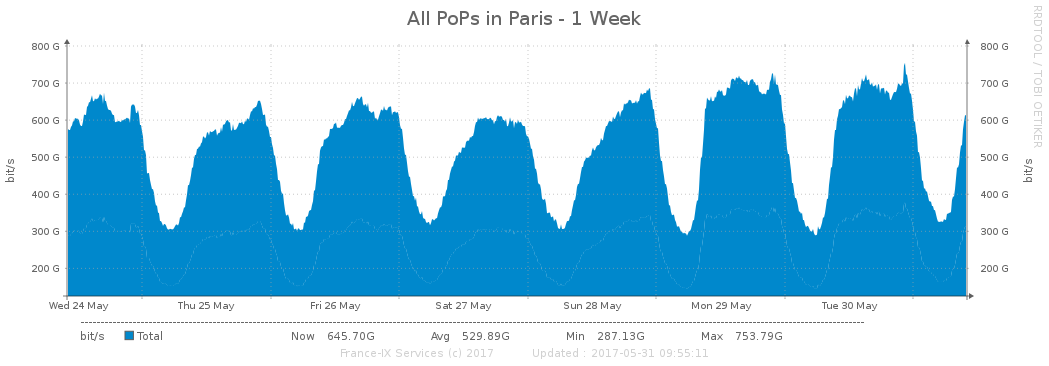 All PoPs in Paris - 1 Week
RRDTOOL / TOBI OETIKER
800 G 800 G
700 G 700 G
600 G 600 G
500 G 500 G
400 G 400 G
300 G 300 G
200 G 200 G
bit/s
bit/s
Wed 24 May Thu 25 May Fri 26 May Sat 27 May Sun 28 May Mon 29 May Tue 30 May
bit/s Total Now 645.70G Avg 529.89G Min 287.13G Max 753.79G
France-IX Services (c) 2017 Updated : 2017-05-31 09:55:11